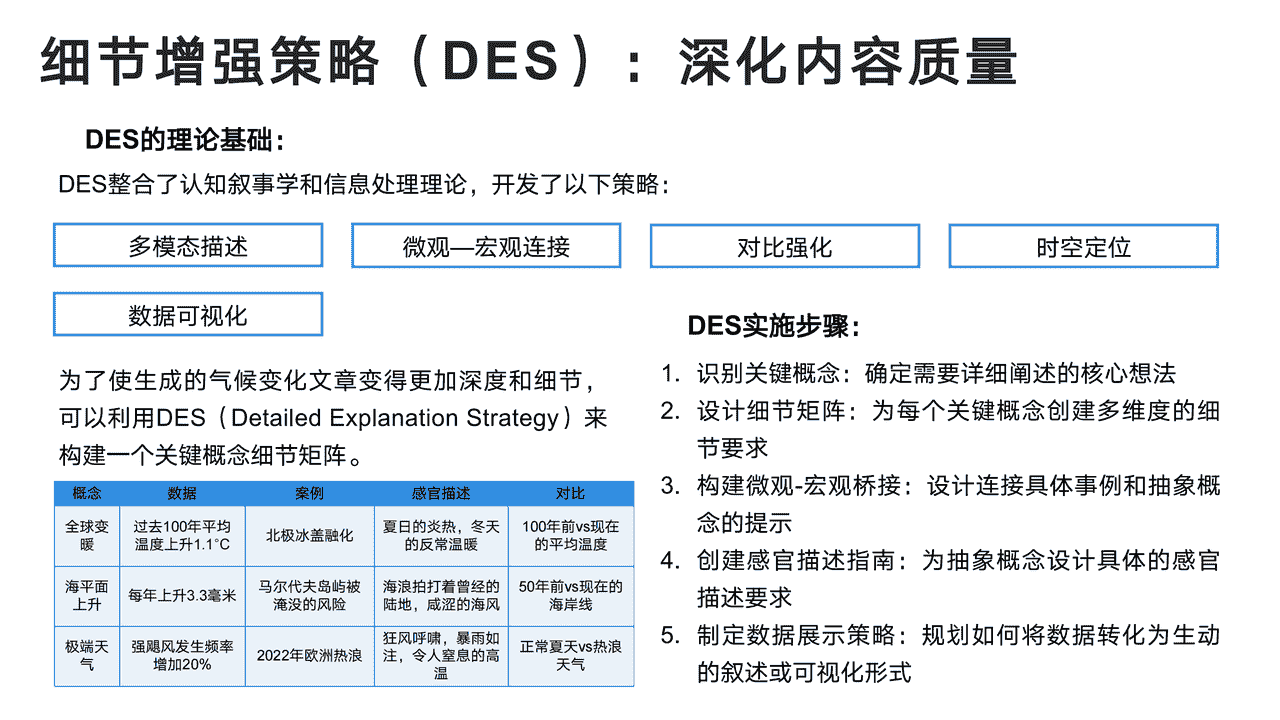 细节增强策略（DES）：深化内容质量
DES的理论基础：
DES整合了认知叙事学和信息处理理论，开发了以下策略：
多模态描述
微观—宏观连接
对比强化
时空定位
数据可视化
为了使生成的气候变化文章变得更加深度和细节，
可以利用DES（Detailed Explanation Strategy）来
构建一个关键概念细节矩阵。
概念
数据
案例
感官描述
对比
全球变
暖
过去100年平均
温度上升1.1°C
北极冰盖融化
夏日的炎热，冬天
的反常温暖
100年前vs现在
的平均温度
海平面
上升
每年上升3.3毫米
马尔代夫岛屿被
淹没的风险
海浪拍打着曾经的
陆地，咸涩的海风
50年前vs现在的
海岸线
极端天
气
强飓风发生频率
增加20%
2022年欧洲热浪
狂风呼啸，暴雨如
注，令人窒息的高
温
正常夏天vs热浪
天气
DES实施步骤：
1. 识别关键概念：确定需要详细阐述的核心想法
2. 设计细节矩阵：为每个关键概念创建多维度的细
节要求
3. 构建微观-宏观桥接：设计连接具体事例和抽象概
念的提示
4. 创建感官描述指南：为抽象概念设计具体的感官
描述要求
5. 制定数据展示策略：规划如何将数据转化为生动
的叙述或可视化形式